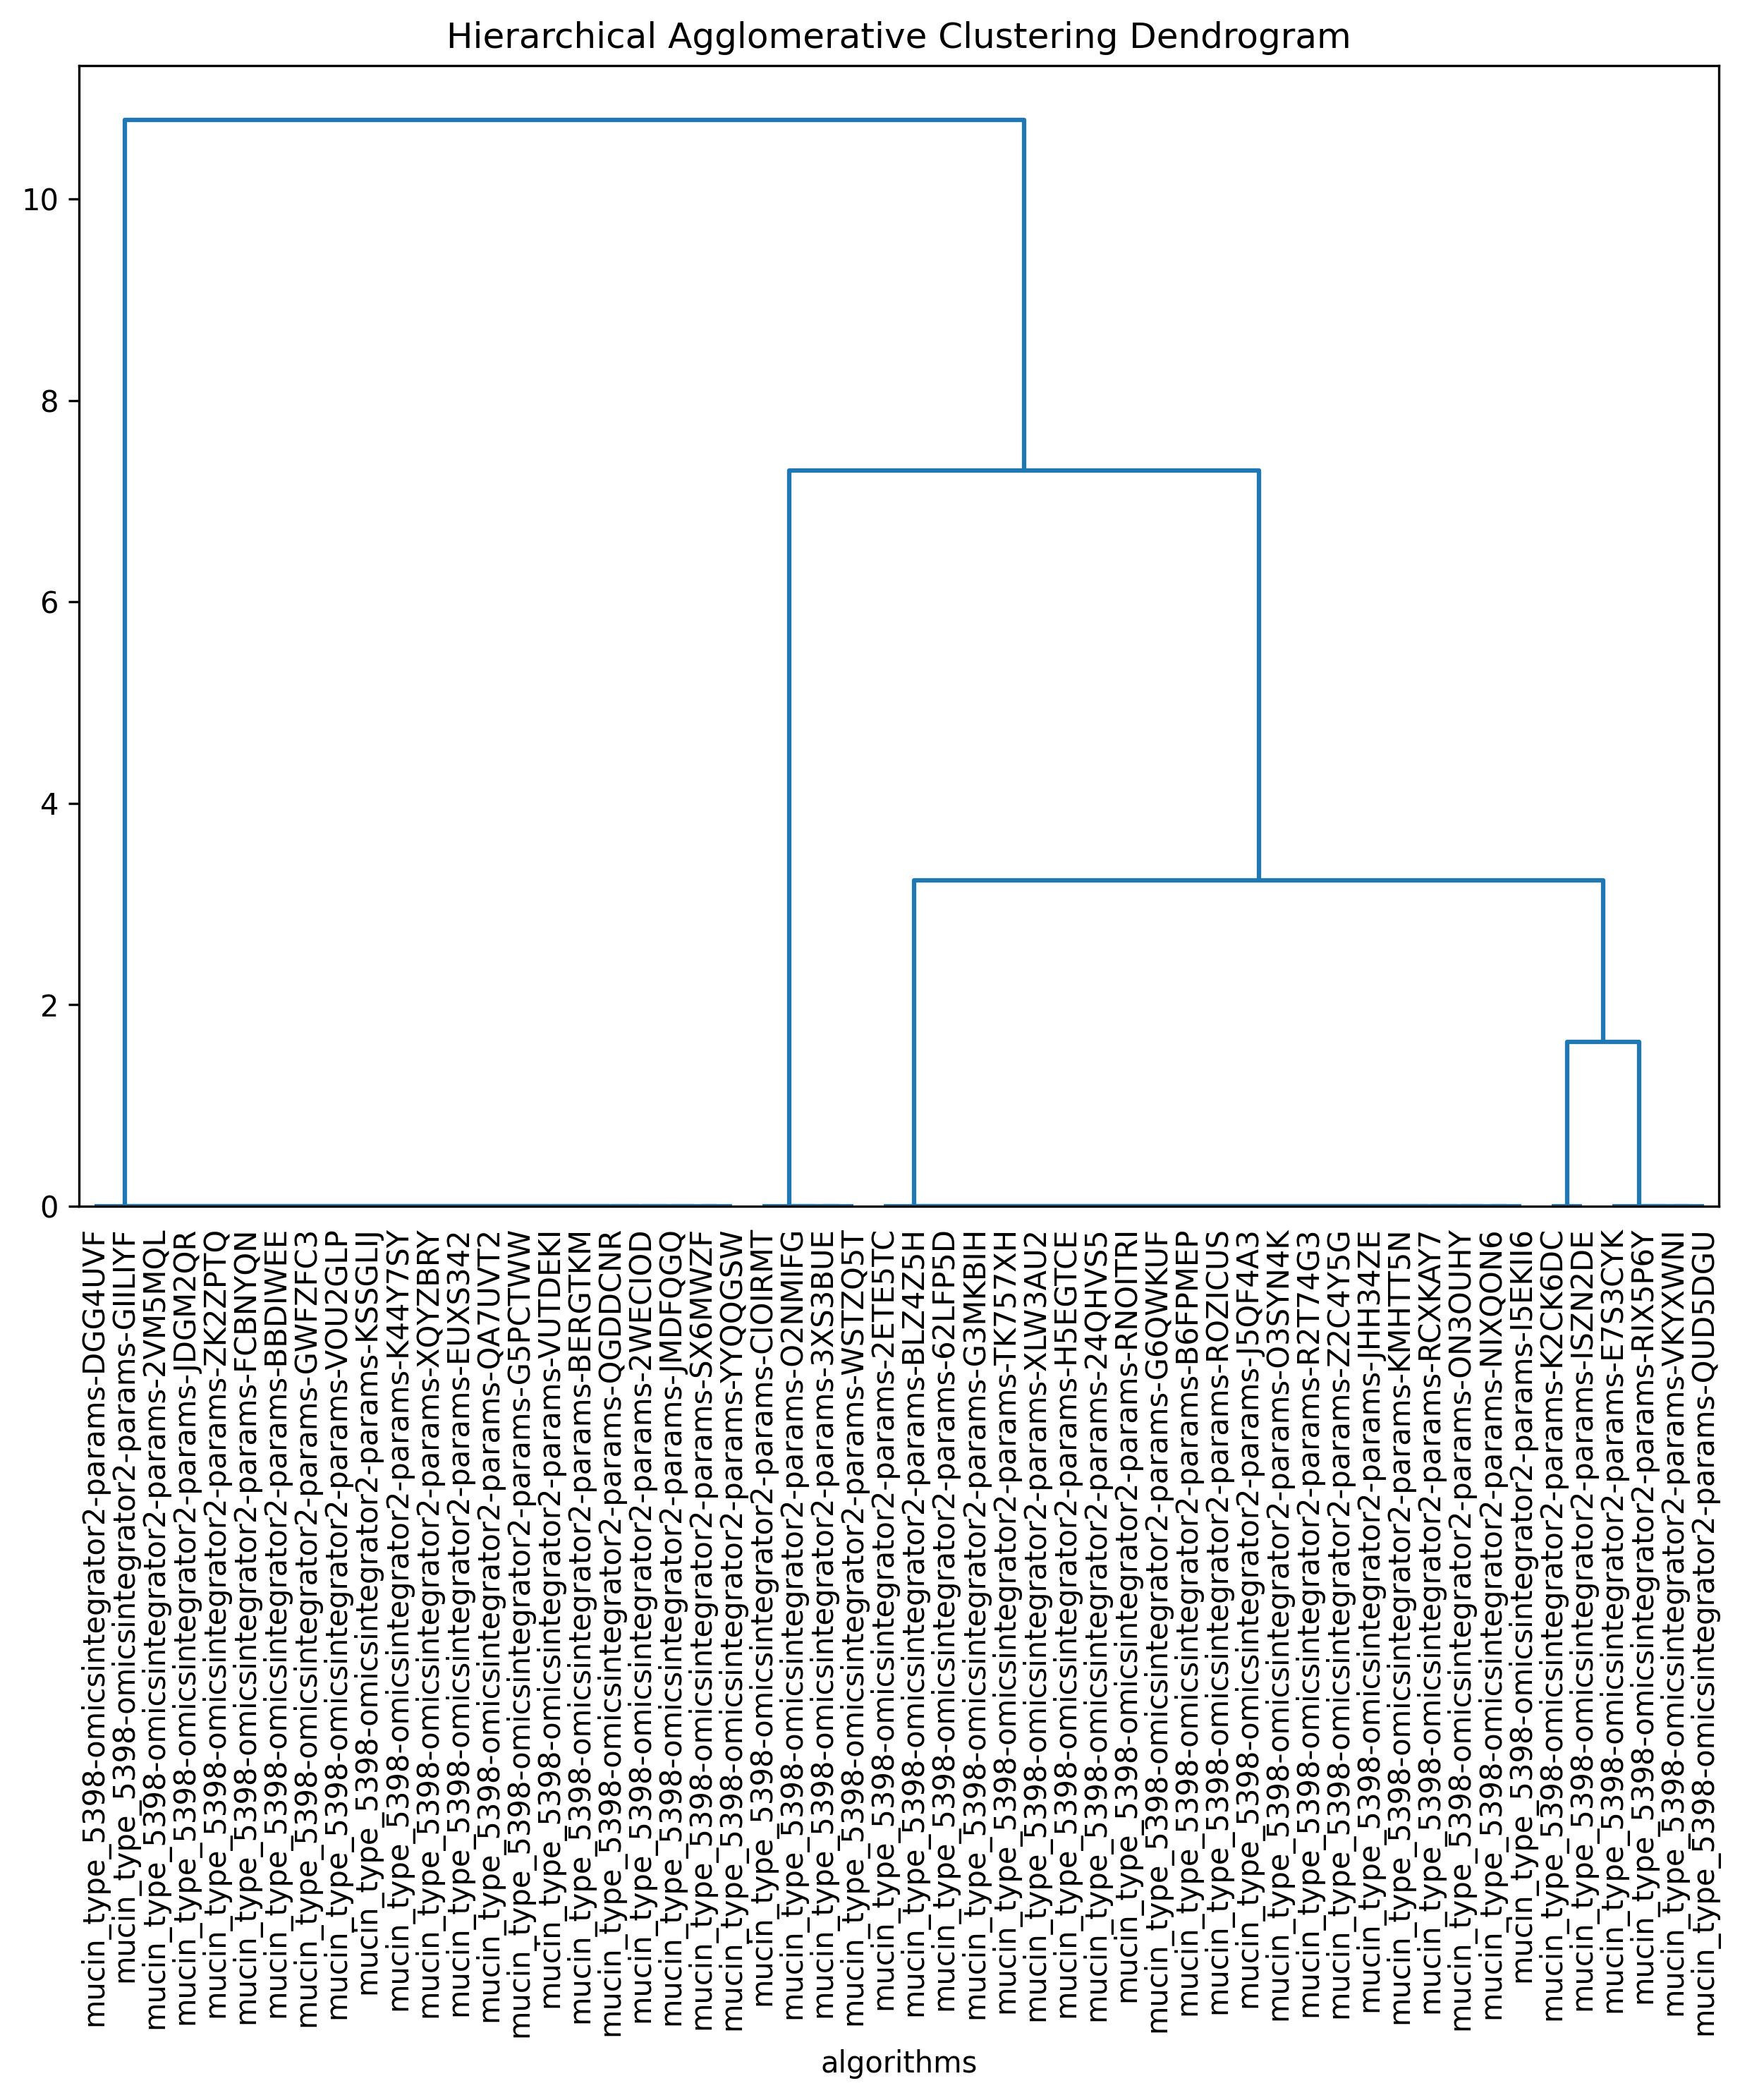 Hierarchical Agglomerative Clustering Dendrogram
10
8
6
4
2
0
mucin_type_5398-omicsintegrator2-params-DGG4UVF
mucin_type_5398-omicsintegrator2-params-GIILIYF
mucin_type_5398-omicsintegrator2-params-2VM5MQL
mucin_type_5398-omicsintegrator2-params-JDGM2QR
mucin_type_5398-omicsintegrator2-params-ZK2ZPTQ
mucin_type_5398-omicsintegrator2-params-FCBNYQN
mucin_type_5398-omicsintegrator2-params-BBDIWEE
mucin_type_5398-omicsintegrator2-params-GWFZFC3
mucin_type_5398-omicsintegrator2-params-VOU2GLP
mucin_type_5398-omicsintegrator2-params-KSSGLIJ
mucin_type_5398-omicsintegrator2-params-K44Y7SY
mucin_type_5398-omicsintegrator2-params-XQYZBRY
mucin_type_5398-omicsintegrator2-params-EUXS342
mucin_type_5398-omicsintegrator2-params-QA7UVT2
mucin_type_5398-omicsintegrator2-params-G5PCTWW
mucin_type_5398-omicsintegrator2-params-VUTDEKI
mucin_type_5398-omicsintegrator2-params-BERGTKM
mucin_type_5398-omicsintegrator2-params-QGDDCNR
mucin_type_5398-omicsintegrator2-params-2WECIOD
mucin_type_5398-omicsintegrator2-params-JMDFQGQ
mucin_type_5398-omicsintegrator2-params-SX6MWZF
mucin_type_5398-omicsintegrator2-params-YYQQGSW
mucin_type_5398-omicsintegrator2-params-CIOIRMT
mucin_type_5398-omicsintegrator2-params-O2NMIFG
mucin_type_5398-omicsintegrator2-params-3XS3BUE
mucin_type_5398-omicsintegrator2-params-WSTZQ5T
mucin_type_5398-omicsintegrator2-params-2ETE5TC
mucin_type_5398-omicsintegrator2-params-BLZ4Z5H
mucin_type_5398-omicsintegrator2-params-62LFP5D
mucin_type_5398-omicsintegrator2-params-G3MKBIH
mucin_type_5398-omicsintegrator2-params-TK757XH
mucin_type_5398-omicsintegrator2-params-XLW3AU2
mucin_type_5398-omicsintegrator2-params-H5EGTCE
mucin_type_5398-omicsintegrator2-params-24QHVS5
mucin_type_5398-omicsintegrator2-params-RNOITRI
mucin_type_5398-omicsintegrator2-params-G6QWKUF
mucin_type_5398-omicsintegrator2-params-B6FPMEP
mucin_type_5398-omicsintegrator2-params-ROZICUS
mucin_type_5398-omicsintegrator2-params-J5QF4A3
mucin_type_5398-omicsintegrator2-params-O3SYN4K
mucin_type_5398-omicsintegrator2-params-R2T74G3
mucin_type_5398-omicsintegrator2-params-Z2C4Y5G
mucin_type_5398-omicsintegrator2-params-JHH34ZE
mucin_type_5398-omicsintegrator2-params-KMHTT5N
mucin_type_5398-omicsintegrator2-params-RCXKAY7
mucin_type_5398-omicsintegrator2-params-ON3OUHY
mucin_type_5398-omicsintegrator2-params-NIXQON6
mucin_type_5398-omicsintegrator2-params-I5EKII6
mucin_type_5398-omicsintegrator2-params-K2CK6DC
mucin_type_5398-omicsintegrator2-params-ISZN2DE
mucin_type_5398-omicsintegrator2-params-E7S3CYK
mucin_type_5398-omicsintegrator2-params-RIX5P6Y
mucin_type_5398-omicsintegrator2-params-VKYXWNI
mucin_type_5398-omicsintegrator2-params-QUD5DGU
algorithms